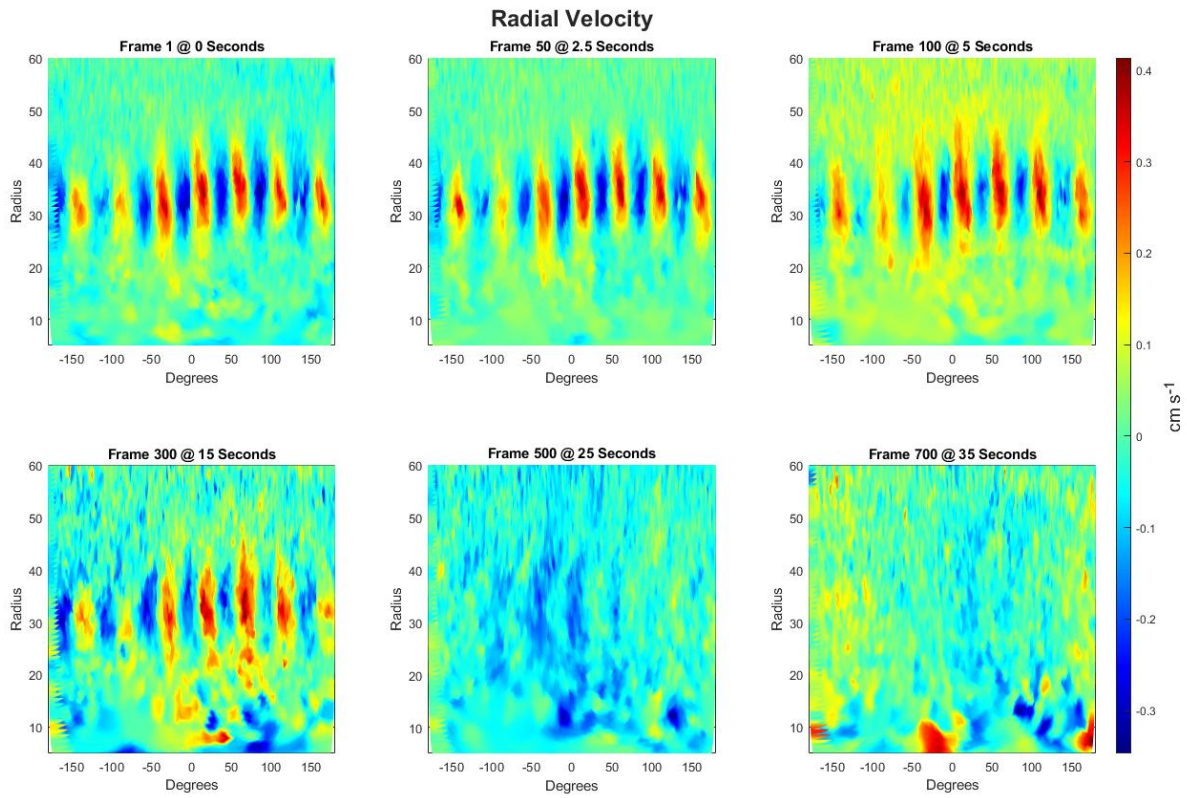 Radial Velocity
Frame 1 @ 0 Seconds
Frame 50 @ 2.5 Seconds
Frame 100 @ 5 Seconds
60
50
40
30
20
10
Radius
-150 -100 -50 0 50 100 150
Degrees
60
50
40
30
20
10
Radius
-150 -100 -50 0 50 100 150
Degrees
60
50
40
30
20
10
Radius
-150 -100 -50 0 50 100 150
Degrees
Frame 300 @ 15 Seconds
Frame 500 @ 25 Seconds
Frame 700 @ 35 Seconds
60
50
40
30
20
10
Radius
-150 -100 -50 0 50 100 150
Degrees
60
50
40
30
20
10
Radius
-150 -100 -50 0 50 100 150
Degrees
60
50
40
30
20
10
Radius
-150 -100 -50 0 50 100 150
Degrees
0.4
0.3
0.2
0.1
0
-0.1
-0.2
-0.3
cm s⁻¹